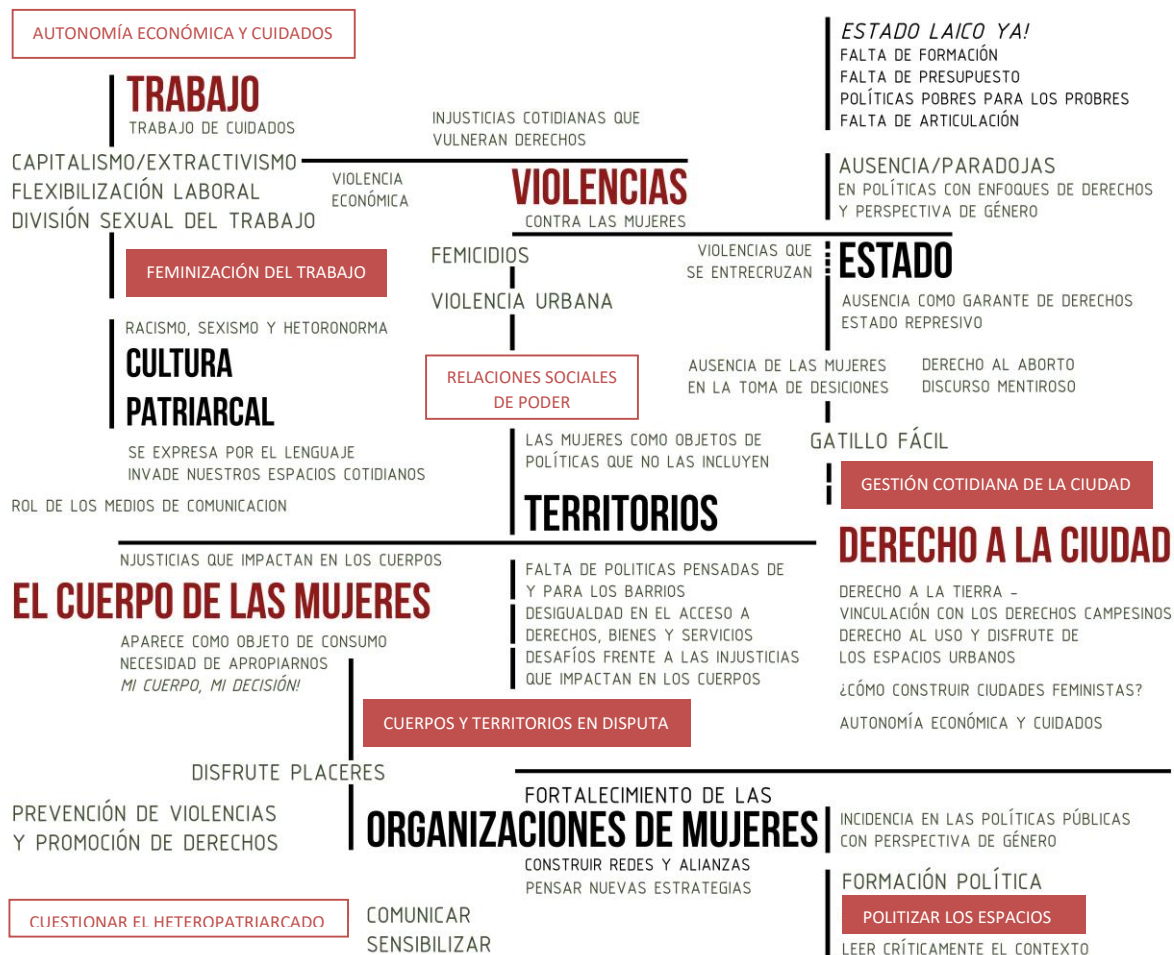 AUTONOMÍA ECONÓMICA Y CUIDADOS
TRABAJO
TRABAJO DE CUIDADOS
CAPITALISMO/EXTRACTIVISMO
FLEXIBILIZACIÓN LABORAL
DIVISIÓN SEXUAL DEL TRABAJO
FEMINIZACIÓN DEL TRABAJO
RACISMO, SEXISMO Y HETORONORMA
CULTURA
PATRIARCAL
SE EXPRESA POR EL LENGUAJE
INVADE NUESTROS ESPACIOS COTIDIANOS
ROL DE LOS MEDIOS DE COMUNICACION
INJUSTICIAS COTIDIANAS QUE
VULNERAN DERECHOS
VIOLENCIA
ECONÓMICA
VIOLENCIAS
CONTRA LAS MUJERES
FEMICIDIOS
VIOLENCIA URBANA
VIOLENCIAS QUE
SE ENTRECRUZAN
RELACIONES SOCIALES
DE PODER
ESTADO LAICO YA!
FALTA DE FORMACIÓN
FALTA DE PRESUPUESTO
POLÍTICAS POBRES PARA LOS PROBRES
FALTA DE ARTICULACIÓN
AUSENCIA/PARADOJAS
EN POLÍTICAS CON ENFOQUES DE DERECHOS
Y PERSPECTIVA DE GÉNERO
ESTADO
AUSENCIA COMO GARANTE DE DERECHOS
ESTADO REPRESIVO
AUSENCIA DE LAS MUJERES
EN LA TOMA DE DESICIONES
DERECHO AL ABORTO
DISCURSO MENTIROSO
GATILLO FÁCIL
LAS MUJERES COMO OBJETOS DE
POLÍTICAS QUE NO LAS INCLUYEN
TERRITORIOS
FALTA DE POLITICAS PENSADAS DE
Y PARA LOS BARRIOS
DESIGUALDAD EN EL ACCESO A
DERECHOS, BIENES Y SERVICIOS
DESAFÍOS FRENTE A LAS INJUSTICIAS
QUE IMPACTAN EN LOS CUERPOS
GESTIÓN COTIDIANA DE LA CIUDAD
DERECHO A LA CIUDAD
DERECHO A LA TIERRA -
VINCULACIÓN CON LOS DERECHOS CAMPESINOS
DERECHO AL USO Y DISFRUTE DE
LOS ESPACIOS URBANOS
¿CÓMO CONSTRUIR CIUDADES FEMINISTAS?
AUTONOMÍA ECONÓMICA Y CUIDADOS
NJUSTICIAS QUE IMPACTAN EN LOS CUERPOS
EL CUERPO DE LAS MUJERES
APARECE COMO OBJETO DE CONSUMO
NECESIDAD DE APROPIARNOS
MI CUERPO, MI DECISIÓN!
CUERPOS Y TERRITORIOS EN DISPUTA
DISFRUTE PLACERES
PREVENCIÓN DE VIOLENCIAS
Y PROMOCIÓN DE DERECHOS
FORTALECIMIENTO DE LAS
ORGANIZACIONES DE MUJERES
CONSTRUIR REDES Y ALIANZAS
PENSAR NUEVAS ESTRATEGIAS
INCIDENCIA EN LAS POLÍTICAS PÚBLICAS
CON PERSPECTIVA DE GÉNERO
FORMACIÓN POLÍTICA
POLITIZAR LOS ESPACIOS
LEER CRÍTICAMENTE EL CONTEXTO
CUESTIONAR EL HETEROPATRIARCADO
COMUNICAR
SENSIBILIZAR